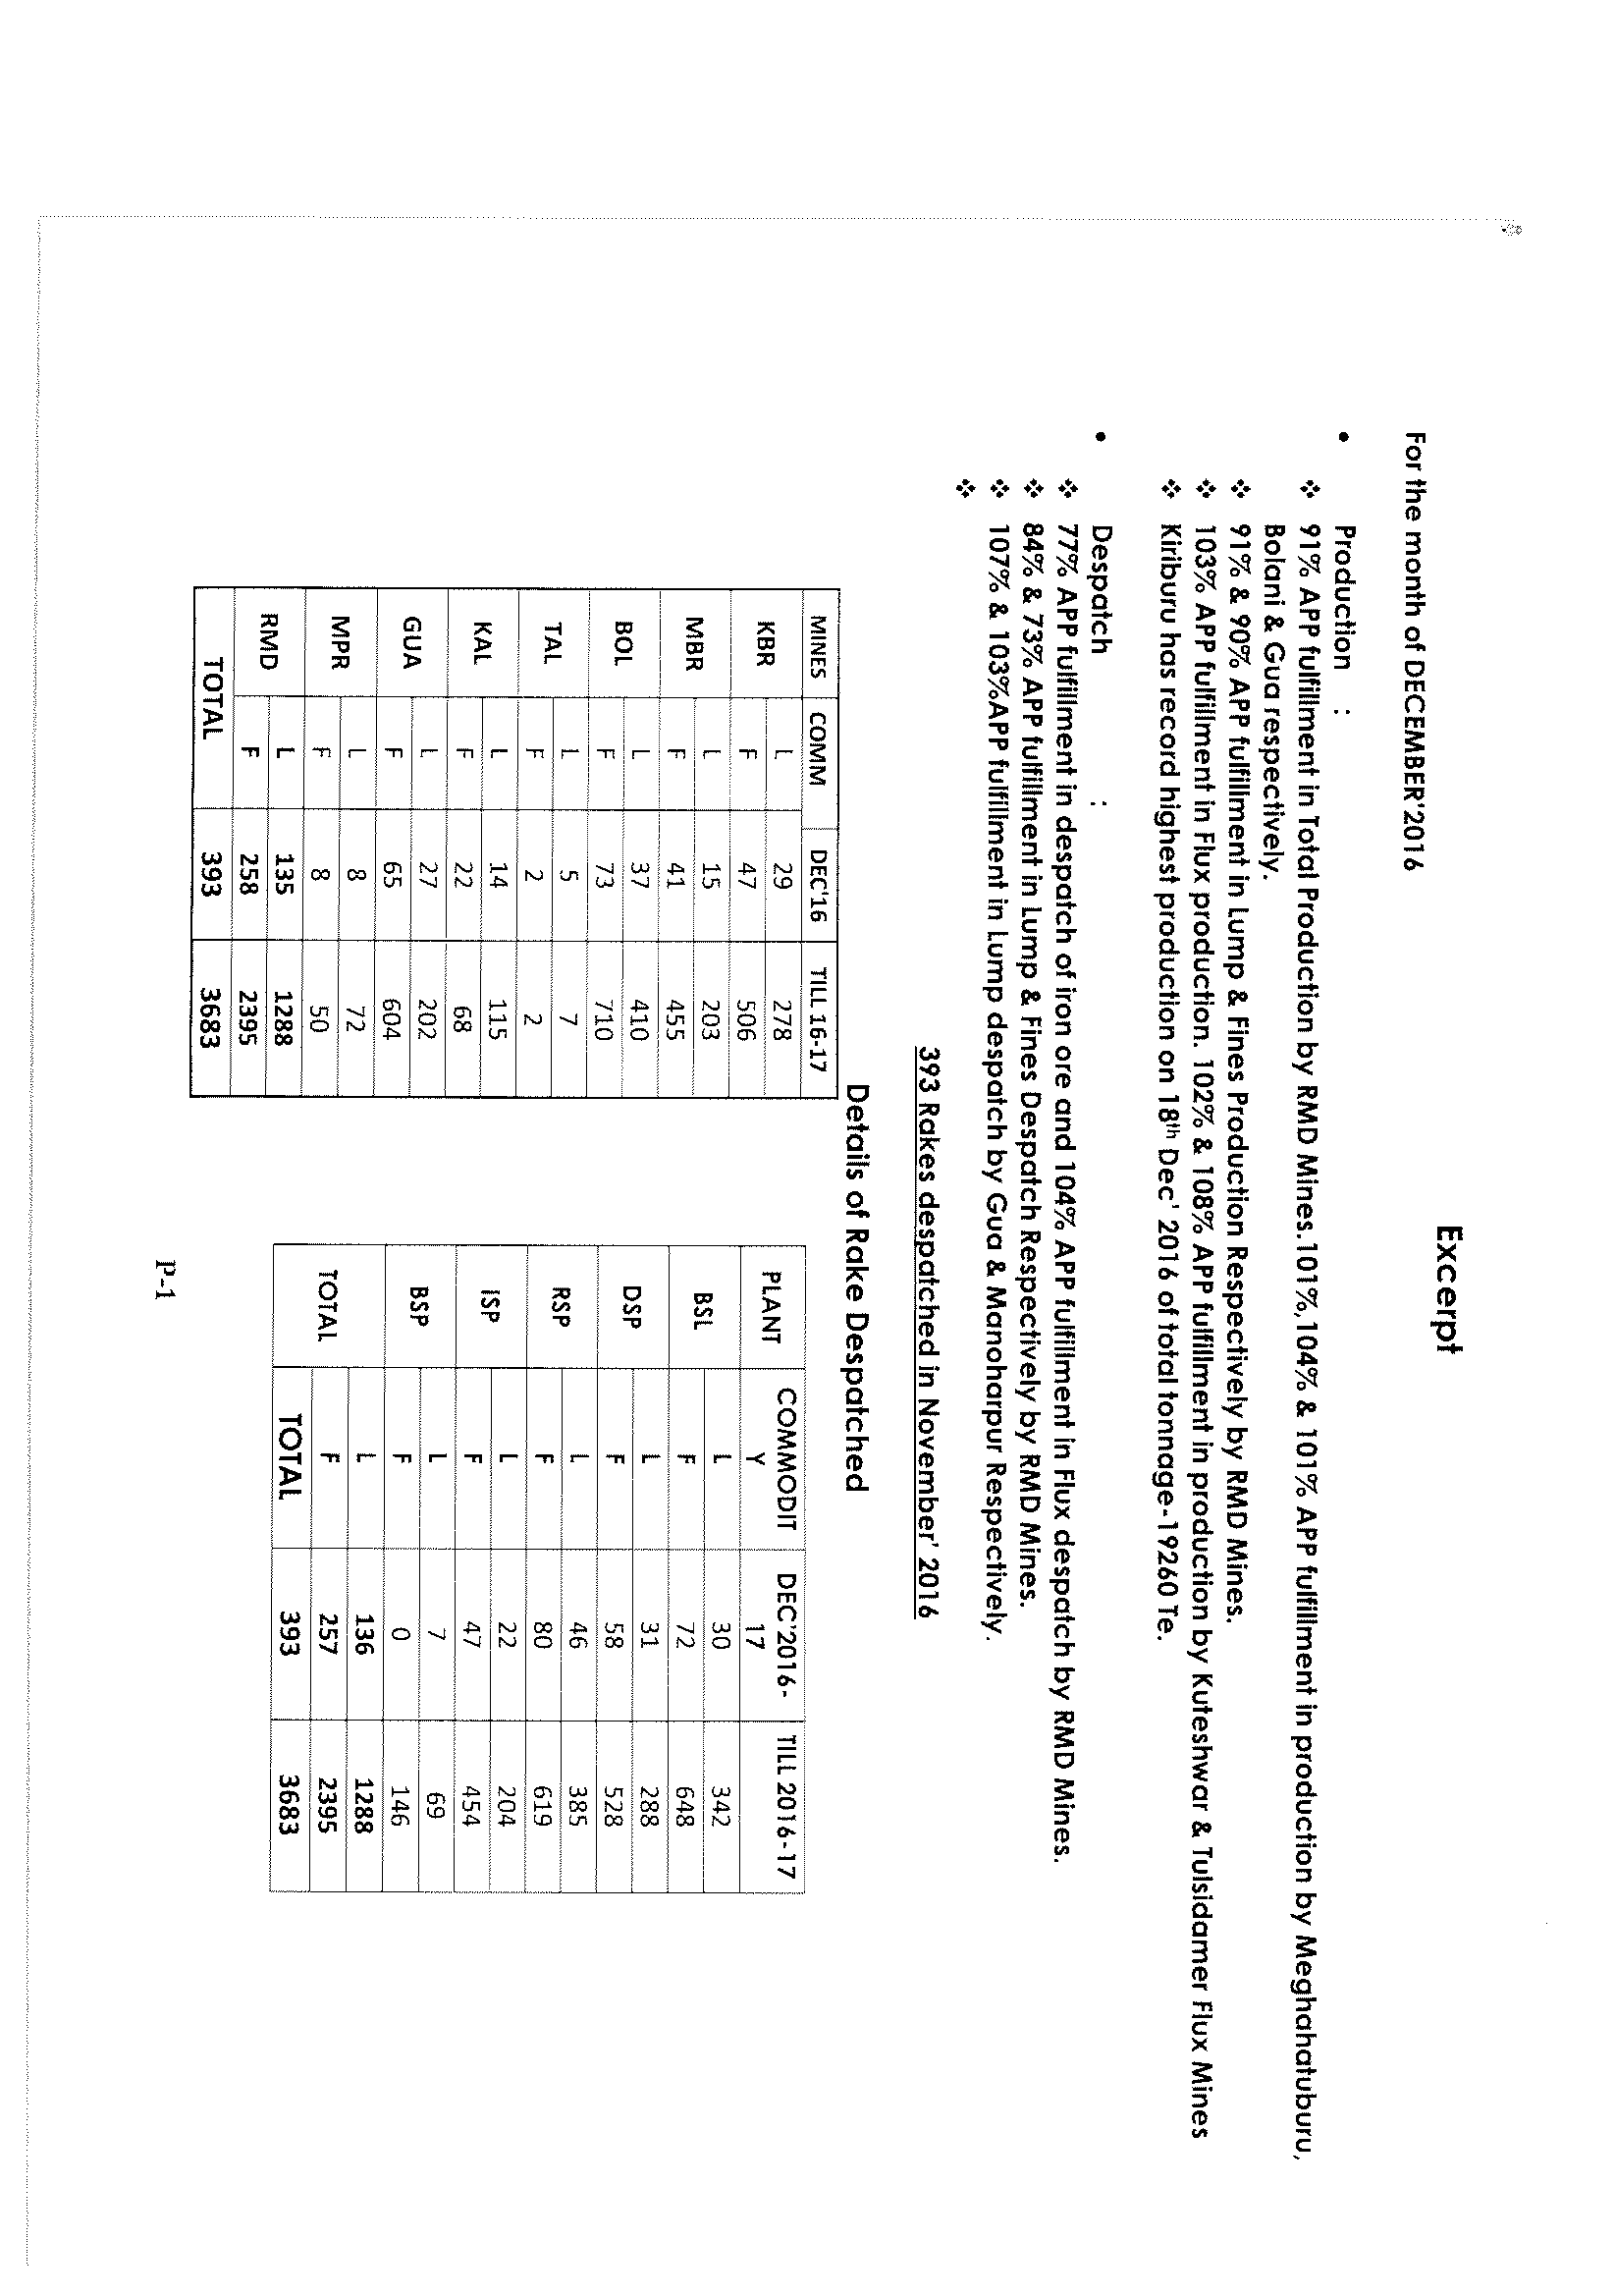 Excerpt
For the month of DECEMBER'2016
• Production :
❖ 91% APP fulfillment in Total Production by RMD Mines.101%,104% & 101% APP fulfillment in production by Meghahatuburu,
Bolani & Gua respectively.
❖ 91% & 90% APP fulfillment in Lump & Fines Production Respectively by RMD Mines.
❖ 103% APP fulfillment in Flux production. 102% & 108% APP fulfillment in production by Kuteshwar & Tulsidamer Flux Mines
❖ Kiriburu has record highest production on 18th Dec' 2016 of total tonnage-19260 Te.
• Despatch :
❖ 77% APP fulfillment in despatch of iron ore and 104% APP fulfillment in Flux despatch by RMD Mines.
❖ 84% & 73% APP fulfillment in Lump & Fines Despatch Respectively by RMD Mines.
❖ 107% & 103%APP fulfillment in Lump despatch by Gua & Manoharpur Respectively.
❖
393 Rakes despatched in November' 2016
Details of Rake Despatched
MINES COMM DEC'16 TILL 16-17
KBR L 29 278
F 47 506
MBR L 15 203
F 41 455
BOL L 37 410
F 73 710
TAL L 5 7
F 2 2
KAL L 14 115
F 22 68
GUA L 27 202
F 65 604
MPR L 8 72
F 8 50
RMD L 135 1288
F 258 2395
TOTAL 393 3683
PLANT COMMODIT DEC'2016- TILL 2016-17
Y 17
BSL L 30 342
F 72 648
DSP L 31 288
F 58 528
RSP L 46 385
F 80 619
ISP L 22 204
F 47 454
BSP L 7 69
F 0 146
TOTAL L 136 1288
F 257 2395
TOTAL 393 3683
P-1